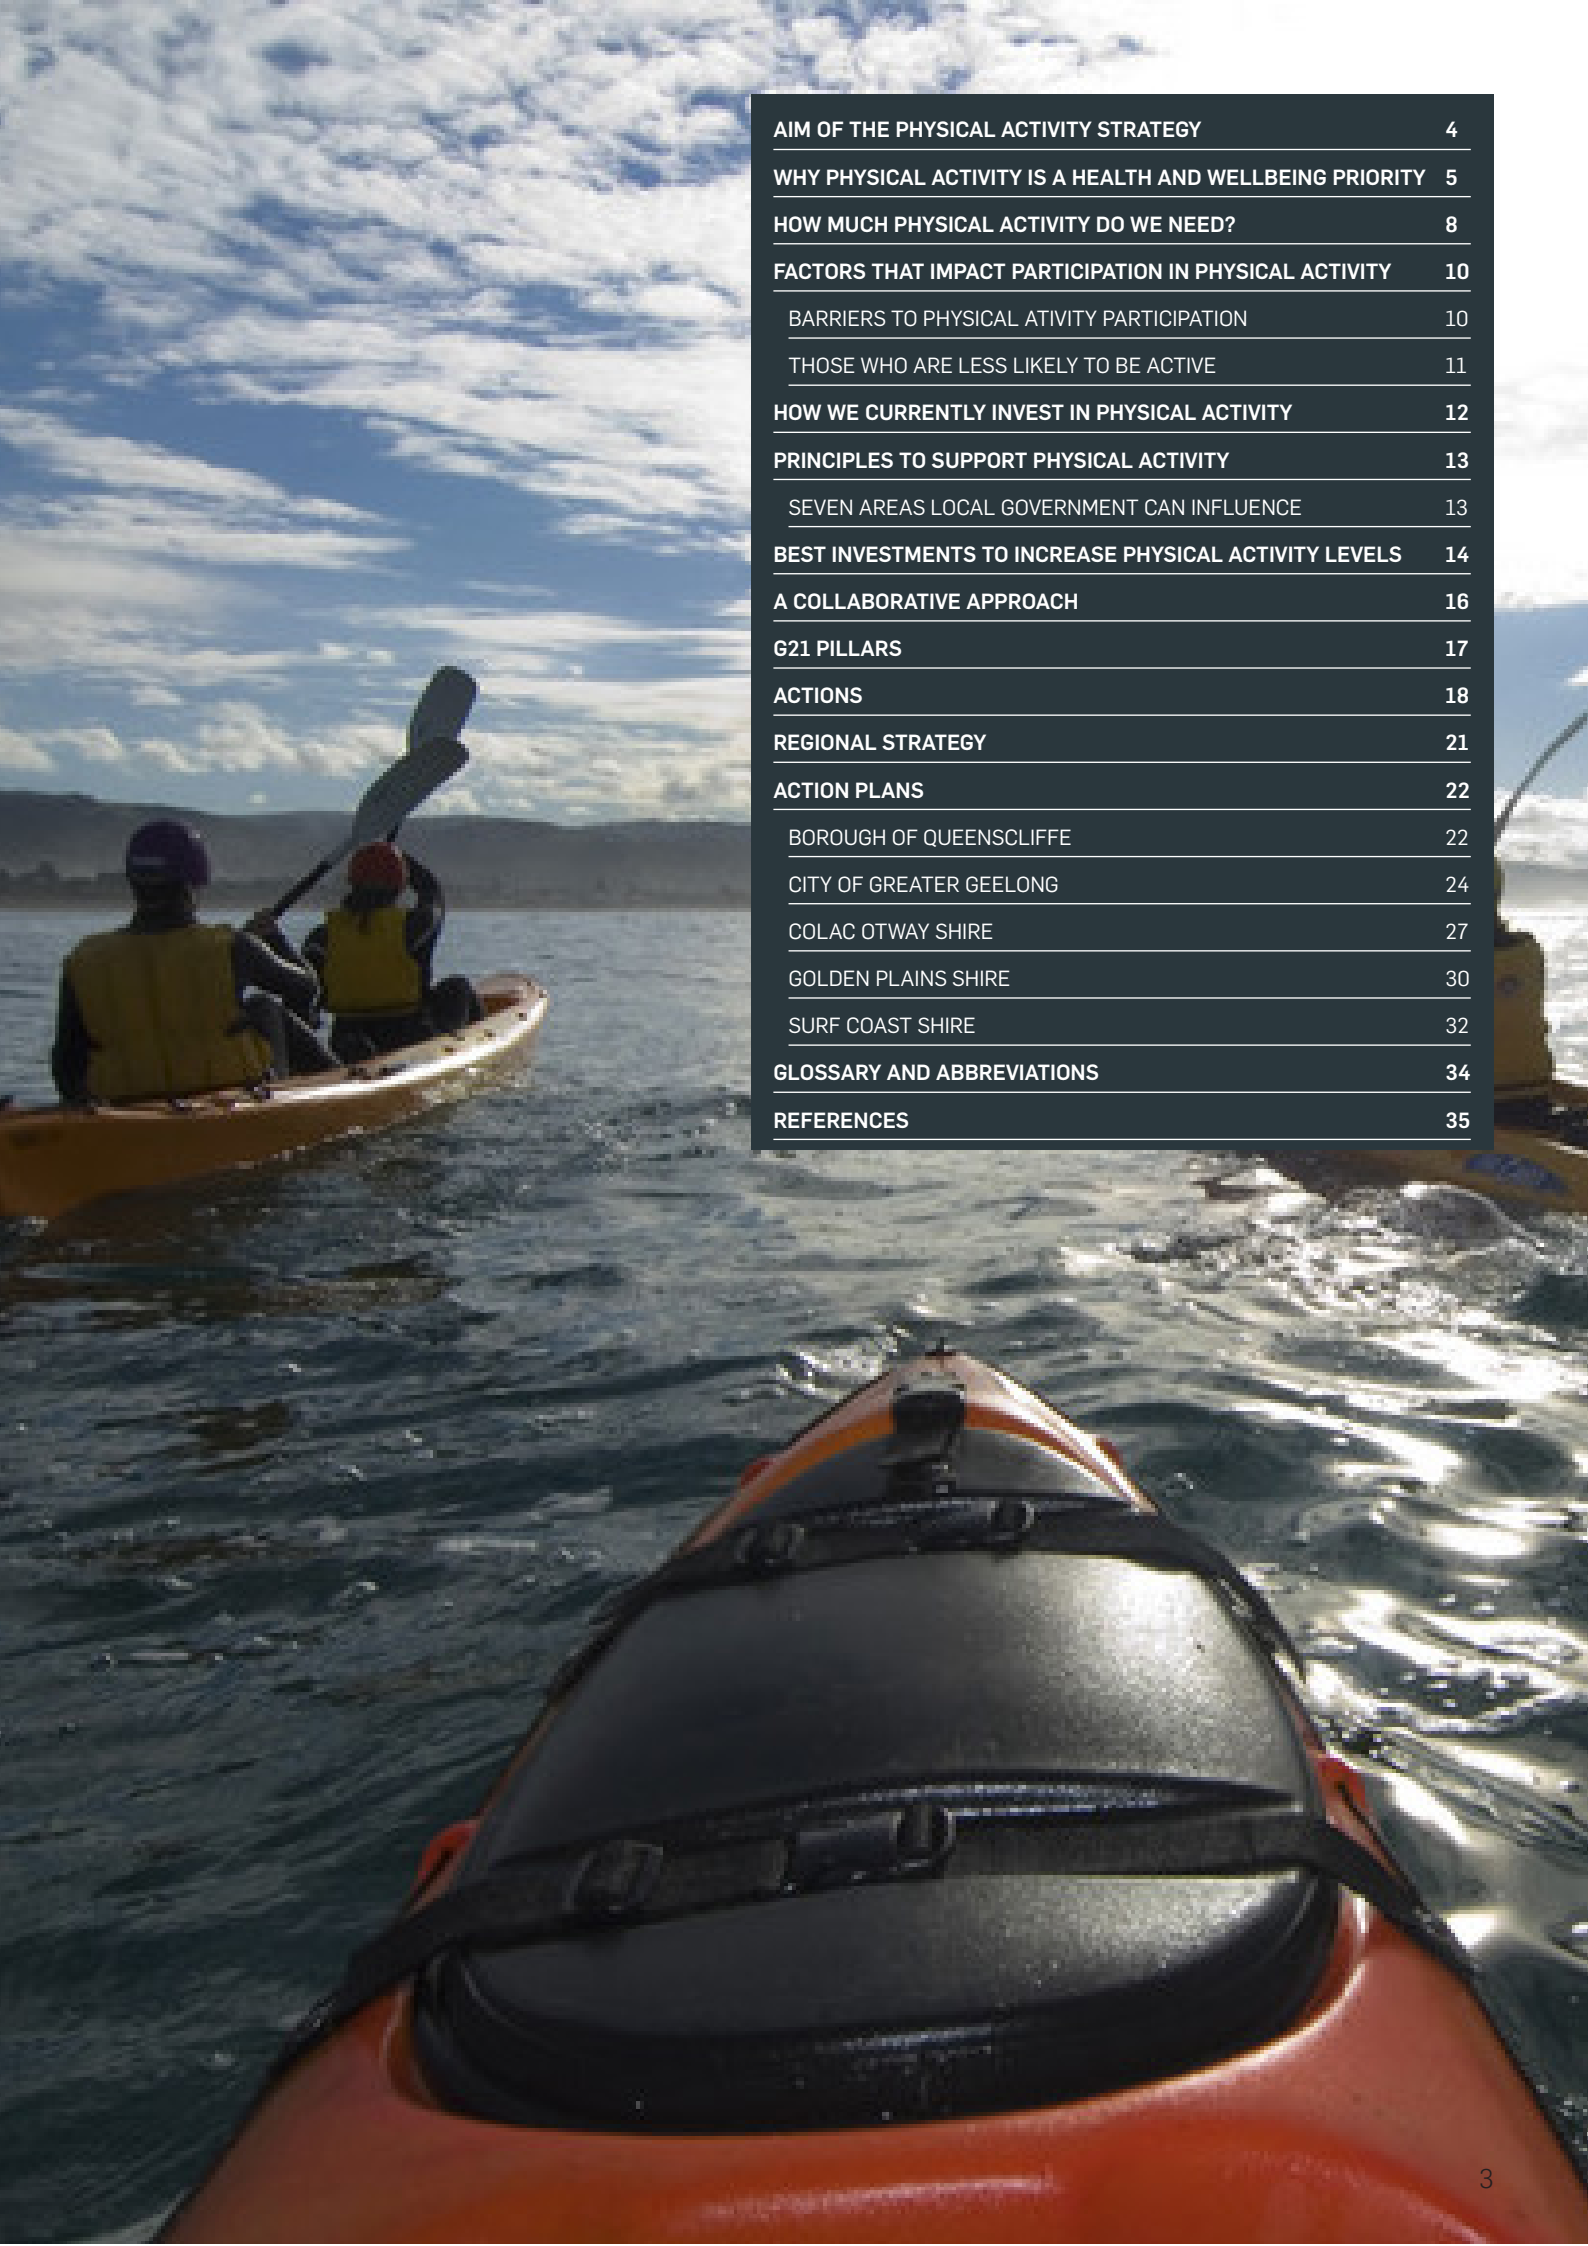 AIM OF THE PHYSICAL ACTIVITY STRATEGY 4
WHY PHYSICAL ACTIVITY IS A HEALTH AND WELLBEING PRIORITY 5
HOW MUCH PHYSICAL ACTIVITY DO WE NEED? 8
FACTORS THAT IMPACT PARTICIPATION IN PHYSICAL ACTIVITY 10
BARRIERS TO PHYSICAL ATIVITY PARTICIPATION 10
THOSE WHO ARE LESS LIKELY TO BE ACTIVE 11
HOW WE CURRENTLY INVEST IN PHYSICAL ACTIVITY 12
PRINCIPLES TO SUPPORT PHYSICAL ACTIVITY 13
SEVEN AREAS LOCAL GOVERNMENT CAN INFLUENCE 13
BEST INVESTMENTS TO INCREASE PHYSICAL ACTIVITY LEVELS 14
A COLLABORATIVE APPROACH 16
G21 PILLARS 17
ACTIONS 18
REGIONAL STRATEGY 21
ACTION PLANS 22
BOROUGH OF QUEENSCLIFFE 22
CITY OF GREATER GEELONG 24
COLAC OTWAY SHIRE 27
GOLDEN PLAINS SHIRE 30
SURF COAST SHIRE 32
GLOSSARY AND ABBREVIATIONS 34
REFERENCES 35
3